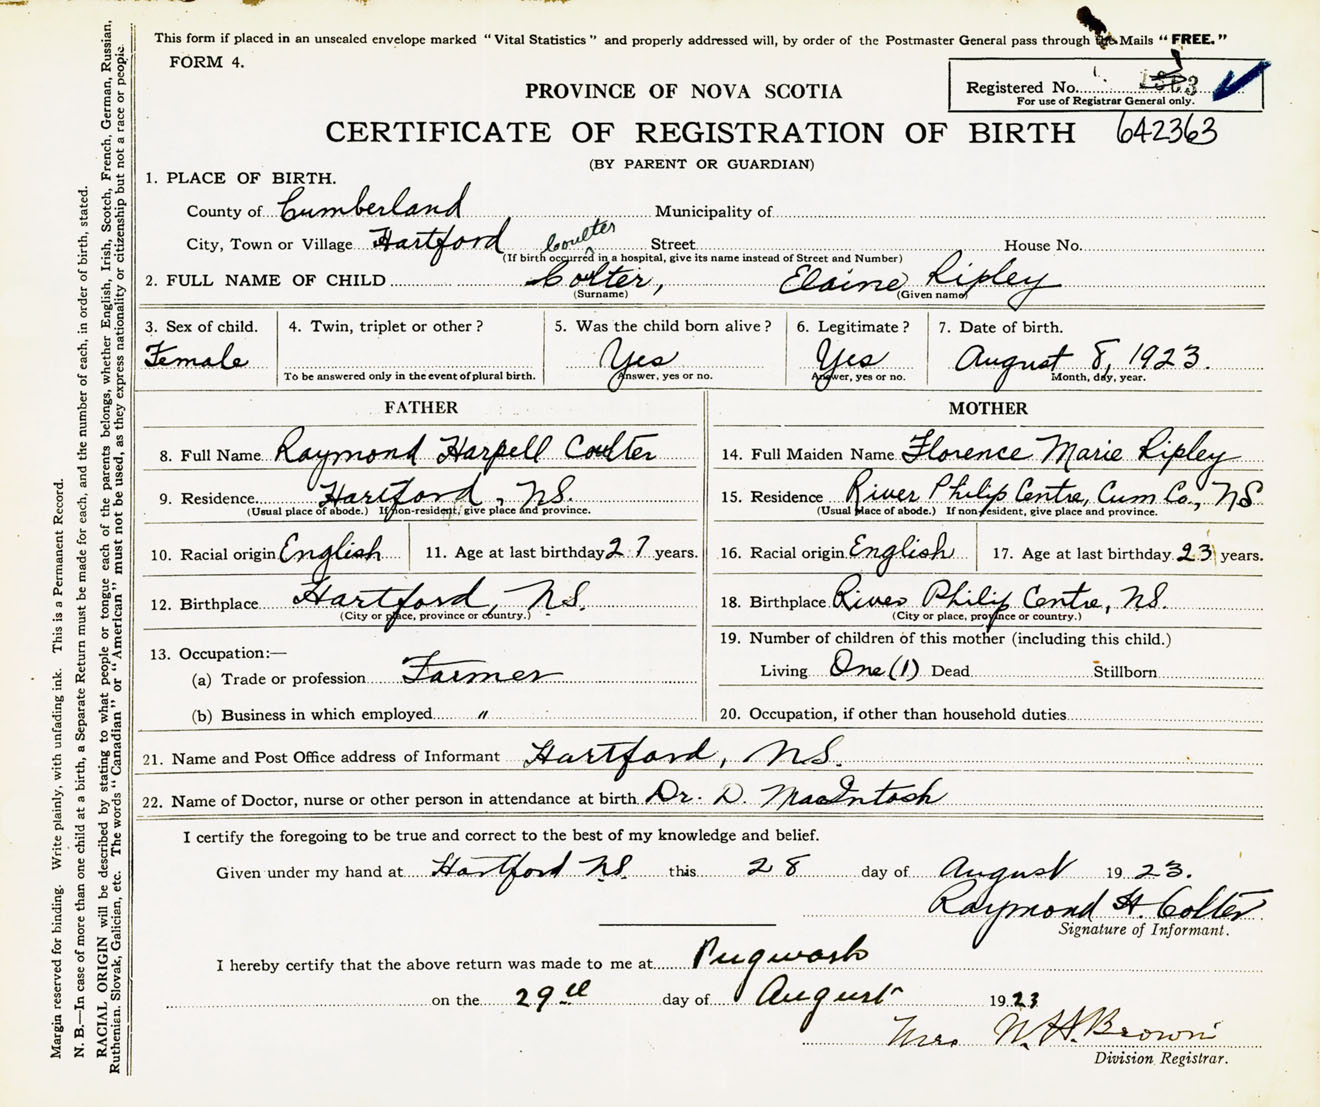 This form if placed in an unsealed envelope marked "Vital Statistics" and properly addressed will, by order of the Postmaster General pass through the Mails "FREE."
FORM 4.
Registered No.
For use of Registrar General only.
PROVINCE OF NOVA SCOTIA
CERTIFICATE OF REGISTRATION OF BIRTH 642363
(BY PARENT OR GUARDIAN)
1. PLACE OF BIRTH.
County of Cumberland Municipality of
City, Town or Village Hartford Coulter Street House No.
(If birth occurred in a hospital, give its name instead of Street and Number)
2. FULL NAME OF CHILD Colter, Elaine Ripley
(Surname) (Given name)
3. Sex of child. 4. Twin, triplet or other? 5. Was the child born alive? 6. Legitimate? 7. Date of birth.
Female Yes Yes August 8, 1923.
To be answered only in the event of plural birth. Answer, yes or no. Answer, yes or no. Month, day, year.
FATHER MOTHER
8. Full Name Raymond Harpell Coulter 14. Full Maiden Name Florence Marie Ripley
9. Residence Hartford, N.S. 15. Residence River Philip Centre, Cum Co., N.S.
(Usual place of abode.) If non-resident, give place and province. (Usual place of abode.) If non-resident, give place and province.
10. Racial origin English 11. Age at last birthday 27 years. 16. Racial origin English 17. Age at last birthday 23 years.
12. Birthplace Hartford, N.S. 18. Birthplace River Philip Centre, N.S.
(City or place, province or country.) (City or place, province or country.)
19. Number of children of this mother (including this child.)
13. Occupation:—
Living One (1) Dead Stillborn
(a) Trade or profession Farmer
(b) Business in which employed " 20. Occupation, if other than household duties
21. Name and Post Office address of Informant Hartford, N.S.
22. Name of Doctor, nurse or other person in attendance at birth Dr. D. MacIntosh
I certify the foregoing to be true and correct to the best of my knowledge and belief.
Given under my hand at Hartford N.S. this 28 day of August 1923.
Raymond H. Colter
Signature of Informant.
I hereby certify that the above return was made to me at Pugwash
on the 29th day of August 1923
Mrs W. H. Brown
Division Registrar.
Margin reserved for binding. Write plainly, with unfading ink. This is a Permanent Record.
N. B.—In case of more than one child at a birth, a Separate Return must be made for each, and the number of each, in order of birth, stated.
RACIAL ORIGIN will be described by stating to what people or tongue each of the parents belongs, whether English, Irish, Scotch, French, German, Russian,
Ruthenian, Slovak, Galician, etc. The words "Canadian" or "American" must not be used, as they express nationality or citizenship but not a race or people.